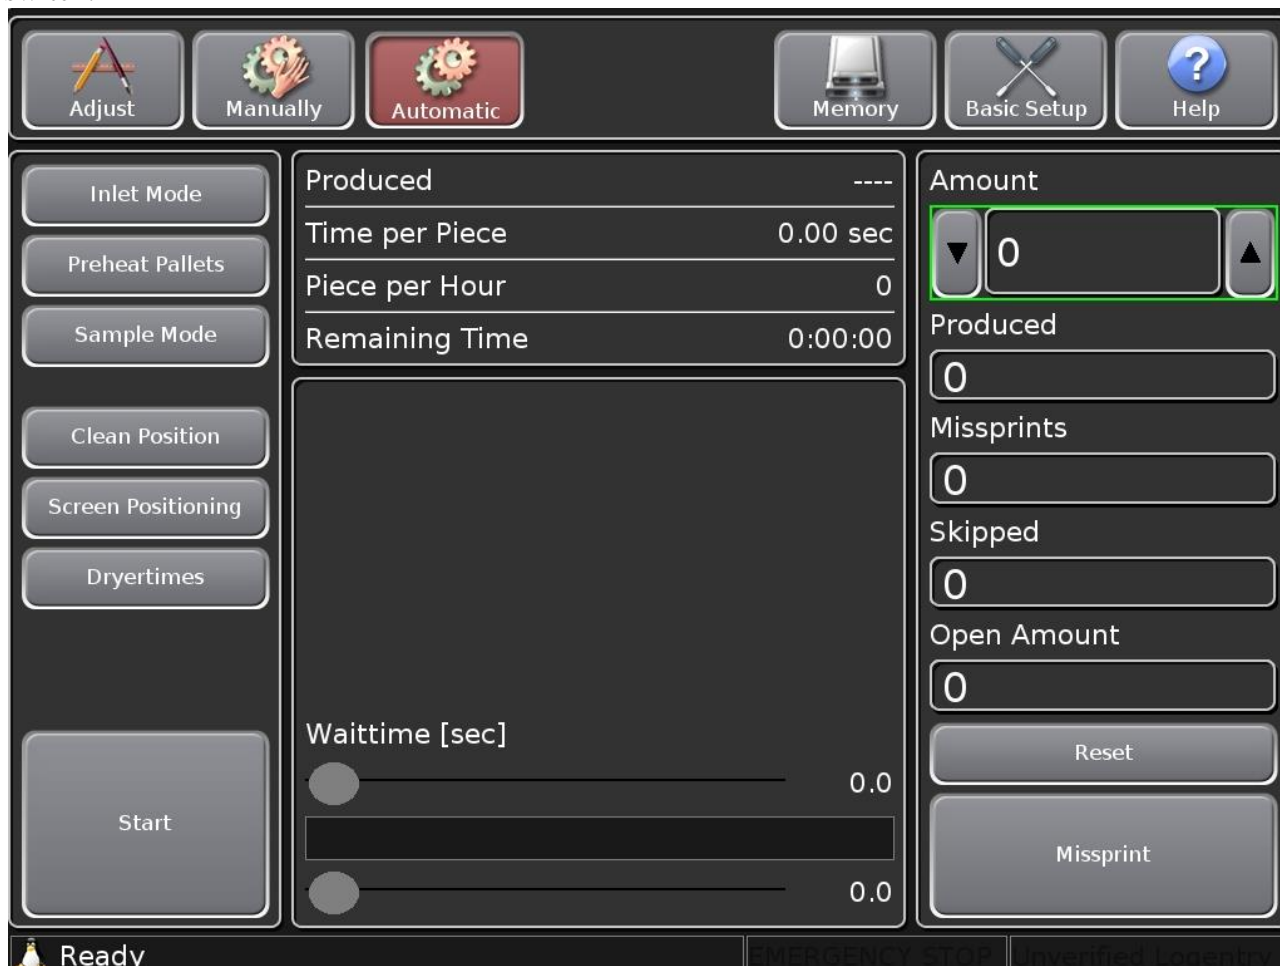 Adjust
Manually
Automatic
Memory
Basic Setup
Help
Inlet Mode
Preheat Pallets
Sample Mode
Clean Position
Screen Positioning
Dryertimes
Start
Produced ----
Time per Piece 0.00 sec
Piece per Hour 0
Remaining Time 0:00:00
Waittime [sec]
0.0
0.0
Amount
0
Produced
0
Missprints
0
Skipped
0
Open Amount
0
Reset
Missprint
Ready
EMERGENCY STOP
Unverified Logentry